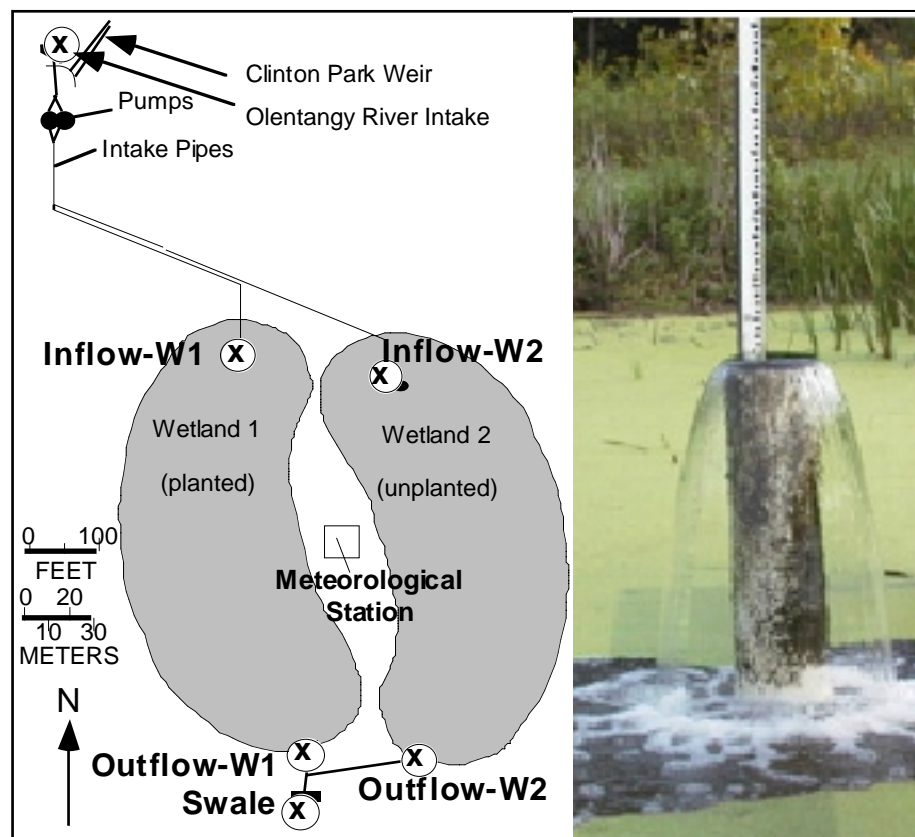 X
Clinton Park Weir
Pumps
Olentangy River Intake
Intake Pipes
Inflow-W1
X
Inflow-W2
X
Wetland 1
(planted)
Wetland 2
(unplanted)
0 100
FEET
0 20
10 30
METERS
Meteorological
Station
N
X
Outflow-W1
X
Outflow-W2
Swale
X